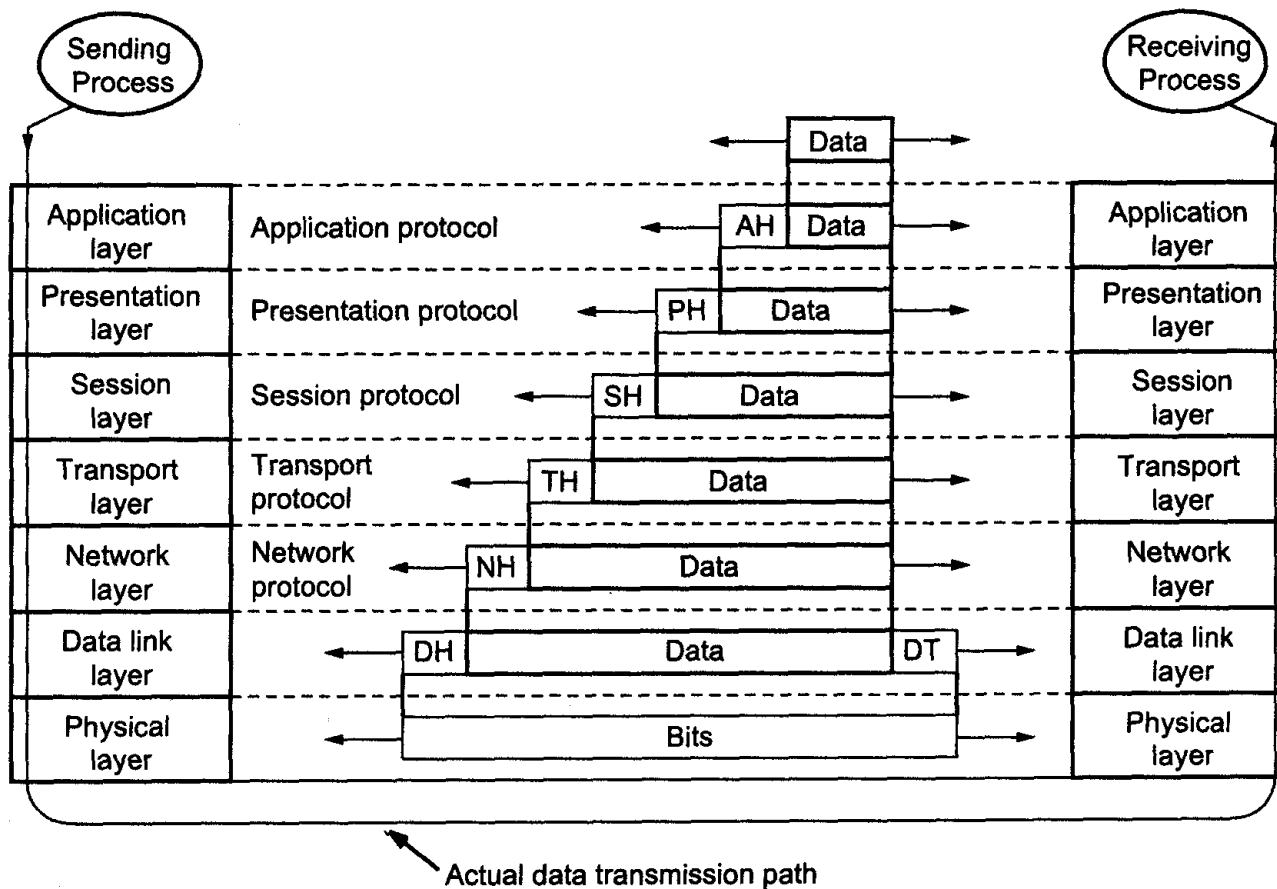 Sending
Process
Receiving
Process
Data
Application
layer
Application protocol
AH
Data
Application
layer
Presentation
layer
Presentation protocol
PH
Data
Presentation
layer
Session
layer
Session protocol
SH
Data
Session
layer
Transport
layer
Transport
protocol
TH
Data
Transport
layer
Network
layer
Network
protocol
NH
Data
Network
layer
Data link
layer
DH
Data
DT
Data link
layer
Physical
layer
Bits
Physical
layer
Actual data transmission path